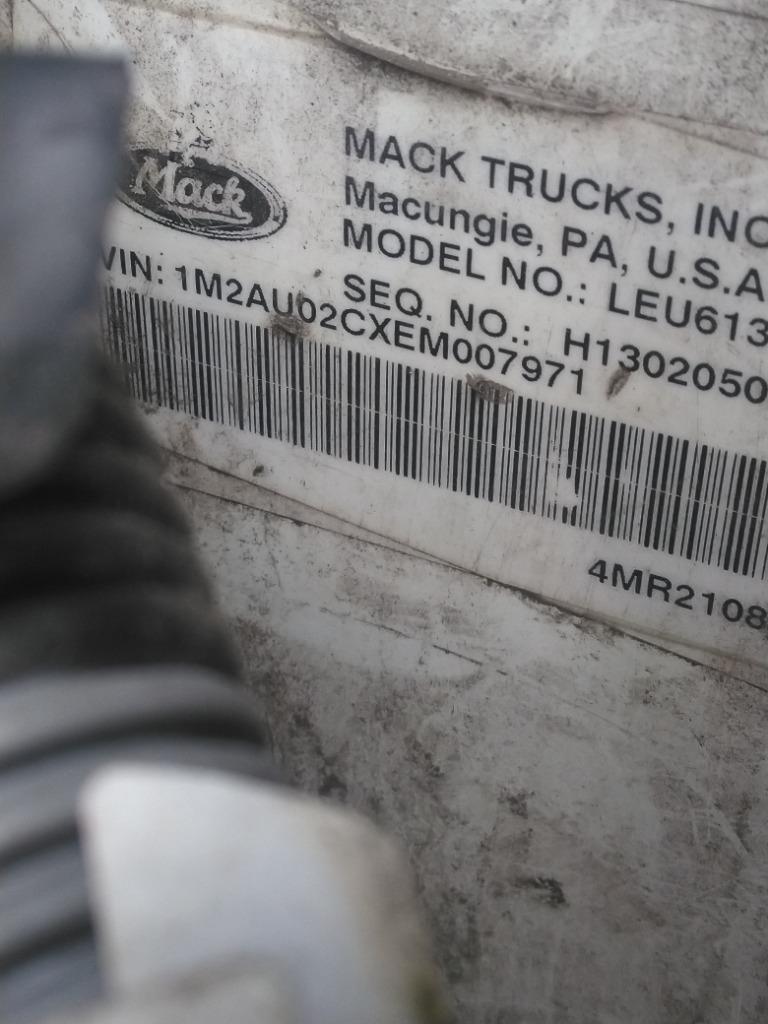 Mack
MACK TRUCKS, INC
Macungie, PA, U.S.A
MODEL NO.: LEU613
SEQ. NO.: H1302050
VIN: 1M2AU02CXEM007971
4MR2108